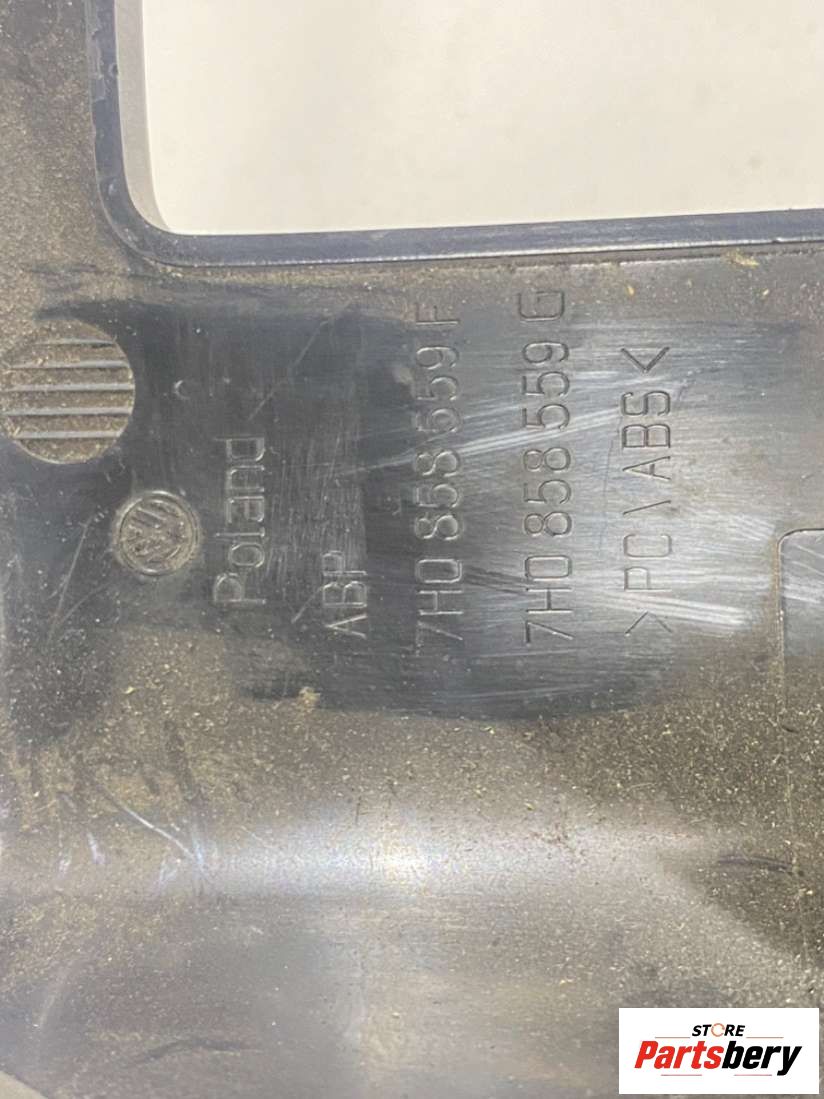 Poland
ABP
7H0 858 559 F
7H0 858 559 G
>PC\ABS<
STORE
Partsbery